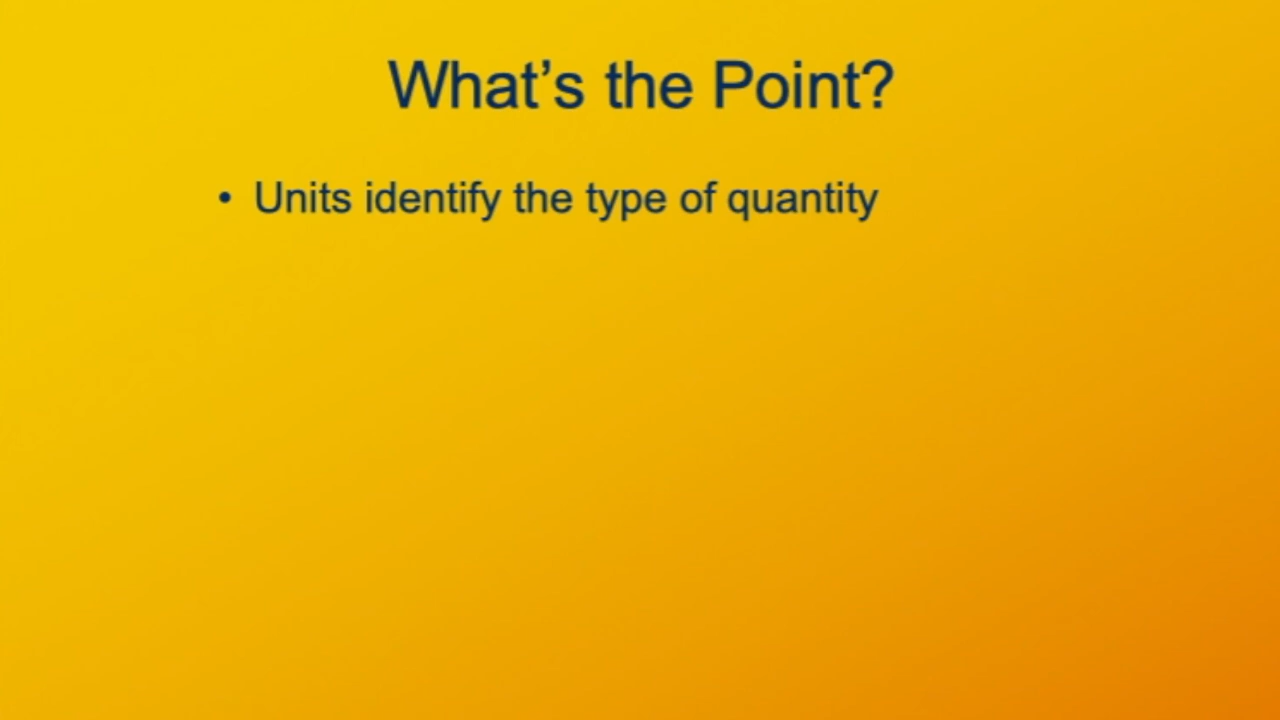 What’s the Point?
• Units identify the type of quantity